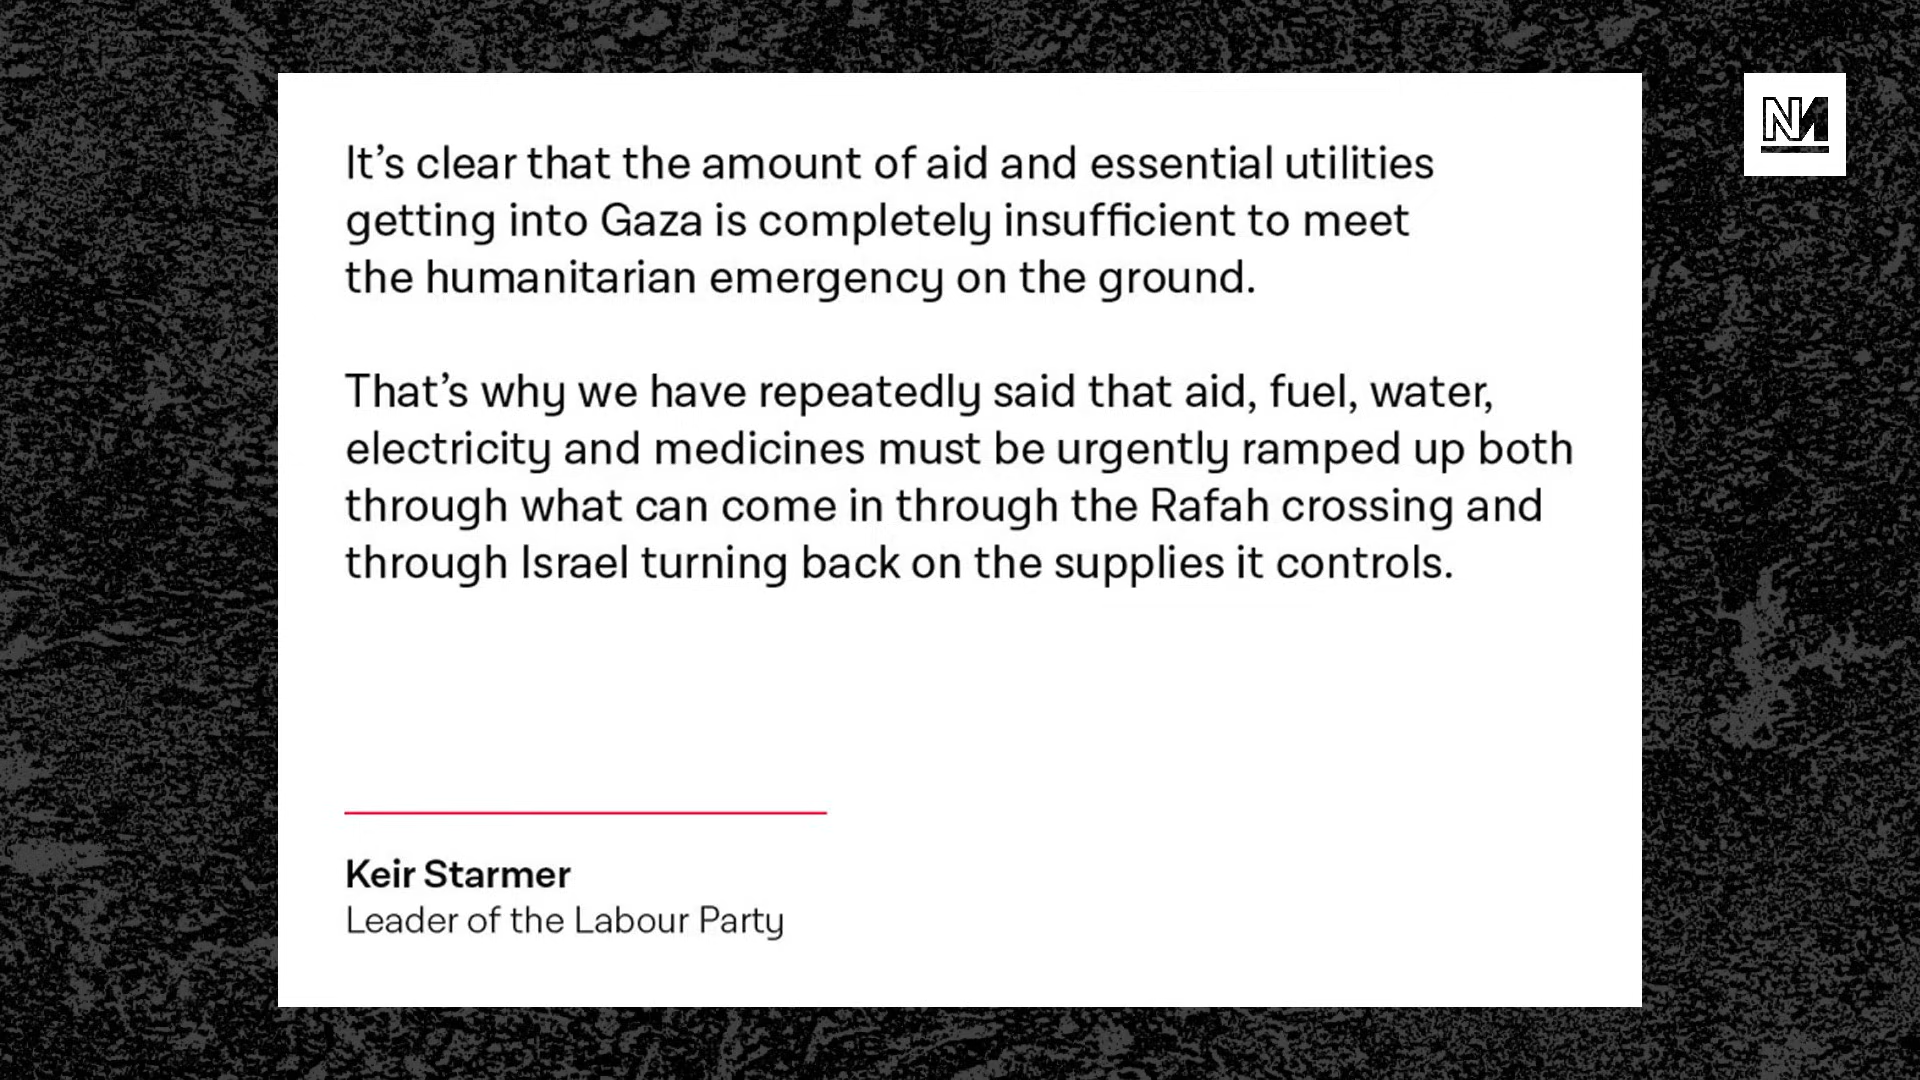 It’s clear that the amount of aid and essential utilities
getting into Gaza is completely insufficient to meet
the humanitarian emergency on the ground.
That’s why we have repeatedly said that aid, fuel, water,
electricity and medicines must be urgently ramped up both
through what can come in through the Rafah crossing and
through Israel turning back on the supplies it controls.
Keir Starmer
Leader of the Labour Party
NM